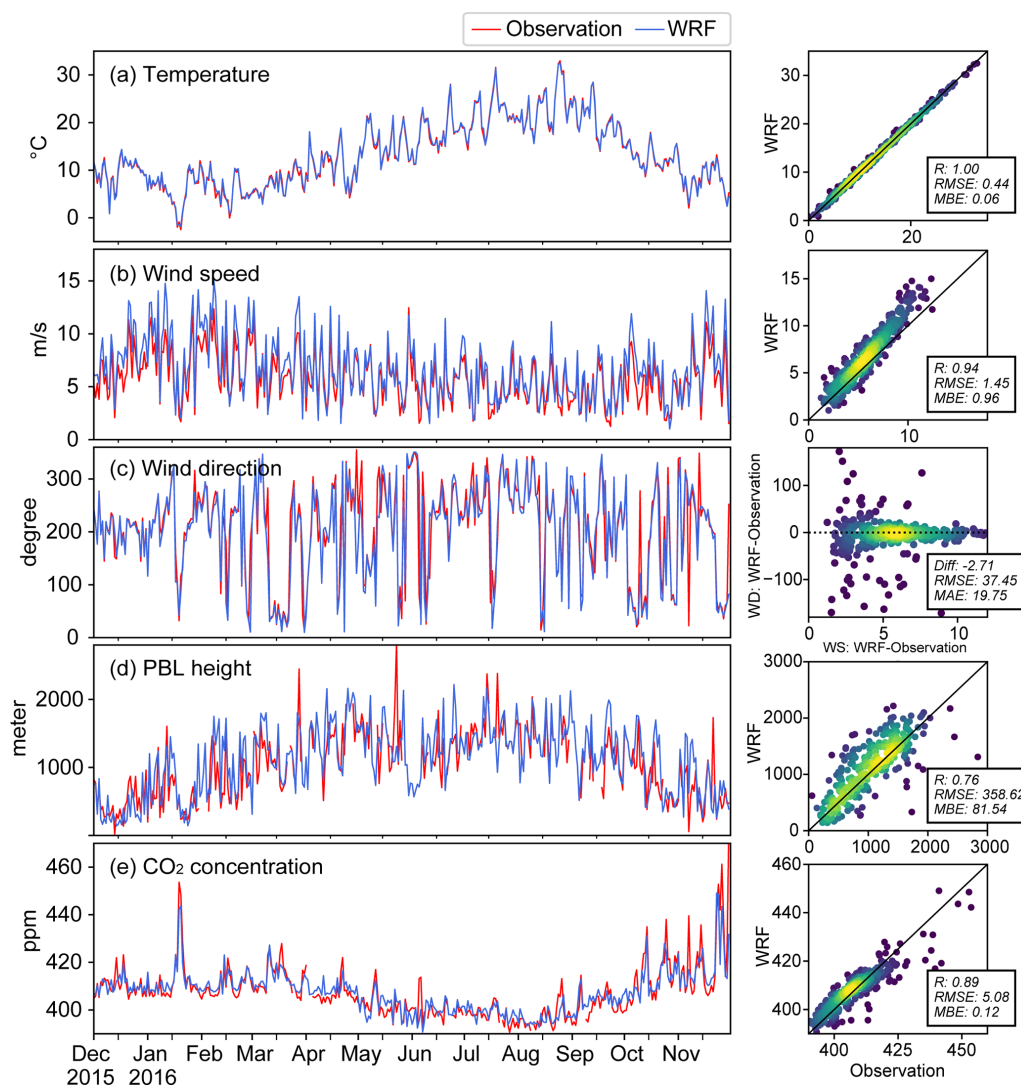 Observation WRF
(a) Temperature
°C
30
20
10
0
WRF
30
20
10
0
0 20
R: 1.00
RMSE: 0.44
MBE: 0.06
(b) Wind speed
m/s
15
10
5
0
WRF
15
10
5
0
0 10
R: 0.94
RMSE: 1.45
MBE: 0.96
(c) Wind direction
degree
300
200
100
0
WD: WRF-Observation
100
0
−100
0 5 10
WS: WRF-Observation
Diff: -2.71
RMSE: 37.45
MAE: 19.75
(d) PBL height
meter
2000
1000
WRF
3000
2000
1000
0
0 1000 2000 3000
R: 0.76
RMSE: 358.62
MBE: 81.54
(e) CO₂ concentration
ppm
460
440
420
400
Dec Jan Feb Mar Apr May Jun Jul Aug Sep Oct Nov
2015 2016
WRF
460
440
420
400
400 425 450
Observation
R: 0.89
RMSE: 5.08
MBE: 0.12